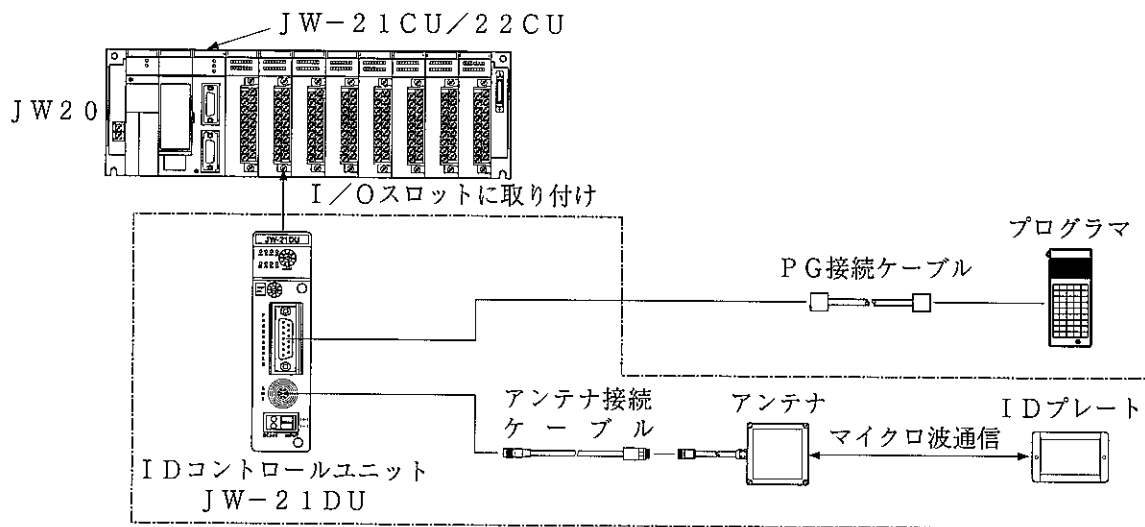 JW-21CU/22CU
JW20
I/Oスロットに取り付け
JW-21DU
プログラマ
PG接続ケーブル
アンテナ接続
ケーブル
アンテナ
IDプレート
マイクロ波通信
IDコントロールユニット
JW-21DU